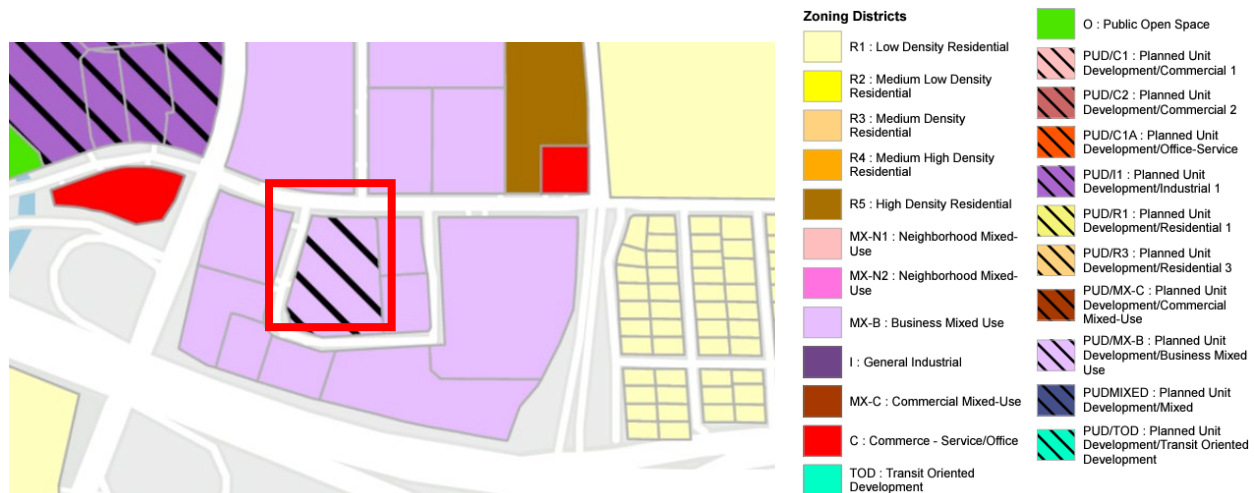 Zoning Districts
R1 : Low Density Residential
R2 : Medium Low Density
Residential
R3 : Medium Density
Residential
R4 : Medium High Density
Residential
R5 : High Density Residential
MX-N1 : Neighborhood Mixed-
Use
MX-N2 : Neighborhood Mixed-
Use
MX-B : Business Mixed Use
I : General Industrial
MX-C : Commercial Mixed-Use
C : Commerce - Service/Office
TOD : Transit Oriented
Development
O : Public Open Space
PUD/C1 : Planned Unit
Development/Commercial 1
PUD/C2 : Planned Unit
Development/Commercial 2
PUD/C1A : Planned Unit
Development/Office-Service
PUD/I1 : Planned Unit
Development/Industrial 1
PUD/R1 : Planned Unit
Development/Residential 1
PUD/R3 : Planned Unit
Development/Residential 3
PUD/MX-C : Planned Unit
Development/Commercial
Mixed-Use
PUD/MX-B : Planned Unit
Development/Business Mixed
Use
PUDMIXED : Planned Unit
Development/Mixed
PUD/TOD : Planned Unit
Development/Transit Oriented
Development